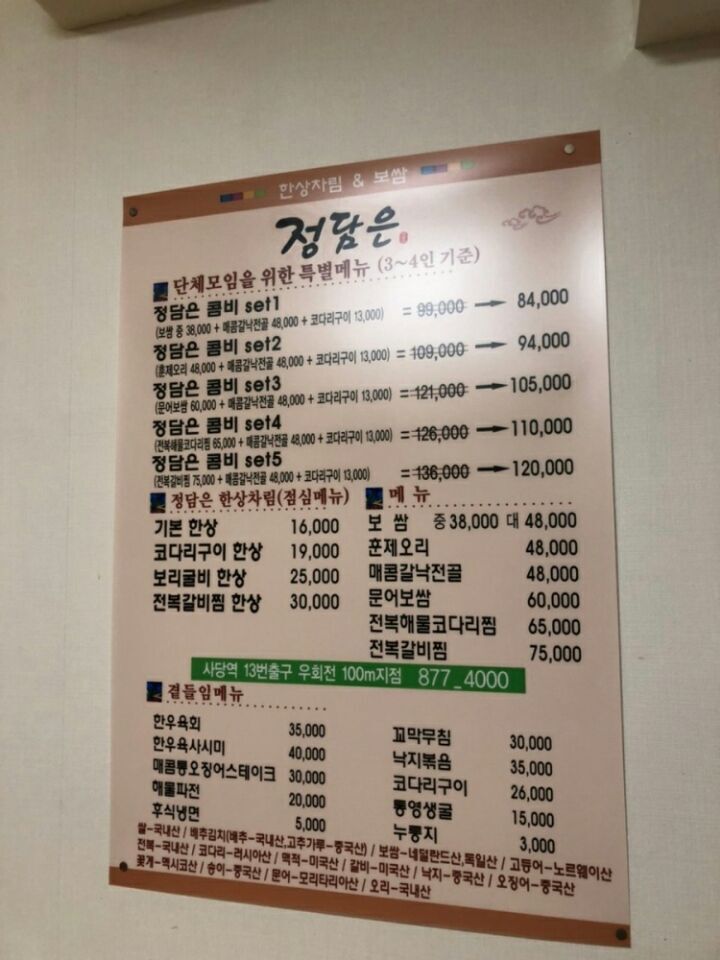 한상차림 & 보쌈
정담은
단체모임을 위한 특별메뉴 (3~4인 기준)
정담은 콤비 set1
(보쌈 중 38,000 + 매콤갈낙전골 48,000 + 코다리구이 13,000) = 99,000 → 84,000
정담은 콤비 set2
(훈제오리 48,000 + 매콤갈낙전골 48,000 + 코다리구이 13,000) = 109,000 → 94,000
정담은 콤비 set3
(문어보쌈 60,000 + 매콤갈낙전골 48,000 + 코다리구이 13,000) = 121,000 → 105,000
정담은 콤비 set4
(전복해물코다리찜 65,000 + 매콤갈낙전골 48,000 + 코다리구이 13,000) = 126,000 → 110,000
정담은 콤비 set5
(전복갈비찜 75,000 + 매콤갈낙전골 48,000 + 코다리구이 13,000) = 136,000 → 120,000
정담은 한상차림(점심메뉴)
기본 한상 16,000
코다리구이 한상 19,000
보리굴비 한상 25,000
전복갈비찜 한상 30,000
메 뉴
보 쌈 중 38,000 대 48,000
훈제오리 48,000
매콤갈낙전골 48,000
문어보쌈 60,000
전복해물코다리찜 65,000
전복갈비찜 75,000
사당역 13번출구 우회전 100m지점 877_4000
곁들임메뉴
한우육회 35,000
한우육사시미 40,000
매콤통오징어스테이크 30,000
해물파전 20,000
후식냉면 5,000
꼬막무침 30,000
낙지볶음 35,000
코다리구이 26,000
통영생굴 15,000
누룽지 3,000
쌀-국내산 / 배추김치(배추-국내산,고추가루-중국산) / 보쌈-네덜란드산,독일산 / 고등어-노르웨이산
전복-국내산 / 코다리-러시아산 / 맥적-미국산 / 갈비-미국산 / 낙지-중국산 / 오징어-중국산
꽃게-멕시코산 / 송이-중국산 / 문어-모리타리아산 / 오리-국내산